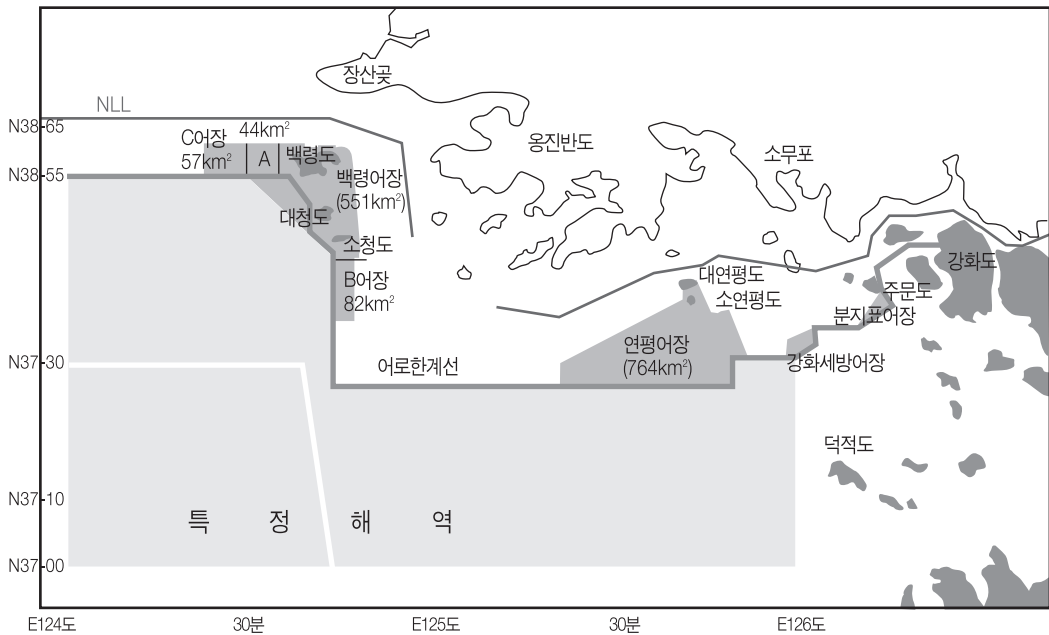 장산곶
NLL
N38-65
C어장
44km²
57km²
A
백령도
옹진반도
소무포
N38-55
백령어장
(551km²)
대청도
소청도
B어장
82km²
대연평도
소연평도
강화도
주문도
분지표어장
연평어장
(764km²)
강화세방어장
N37-30
어로한계선
덕적도
N37-10
특 정 해 역
N37-00
E124도
30분
E125도
30분
E126도